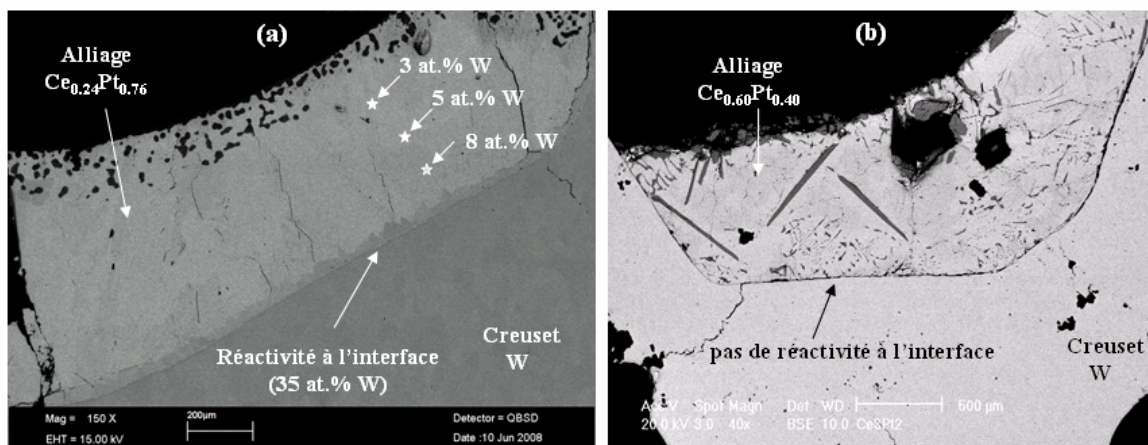 (a)
Alliage
Ce0.24Pt0.76
3 at.% W
5 at.% W
8 at.% W
Réactivité à l'interface
(35 at.% W)
Creuset
W
Mag = 150 X
200µm
Detector = QBSD
EHT = 15.00 kV
Date :10 Jun 2008
(b)
Alliage
Ce0.60Pt0.40
pas de réactivité à l'interface
Creuset
W
Acc.V Spot Magn Det WD
500 µm
20.0 kV 3.0 40x BSE 10.0 CeSPt2